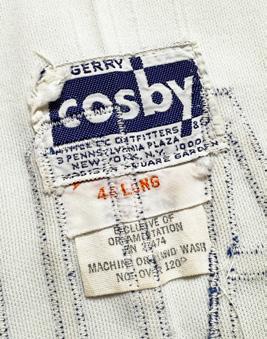 GERRY
cosby
OUTFITTERS
3 PENNSYLVANIA PLAZA
NEW YORK, 10001
MADISON SQUARE GARDEN
46 LONG
EXCLUSIVE OF
ORNAMENTATION
RN 23474
MACHINE OR HAND WASH
NOT OVER 120°